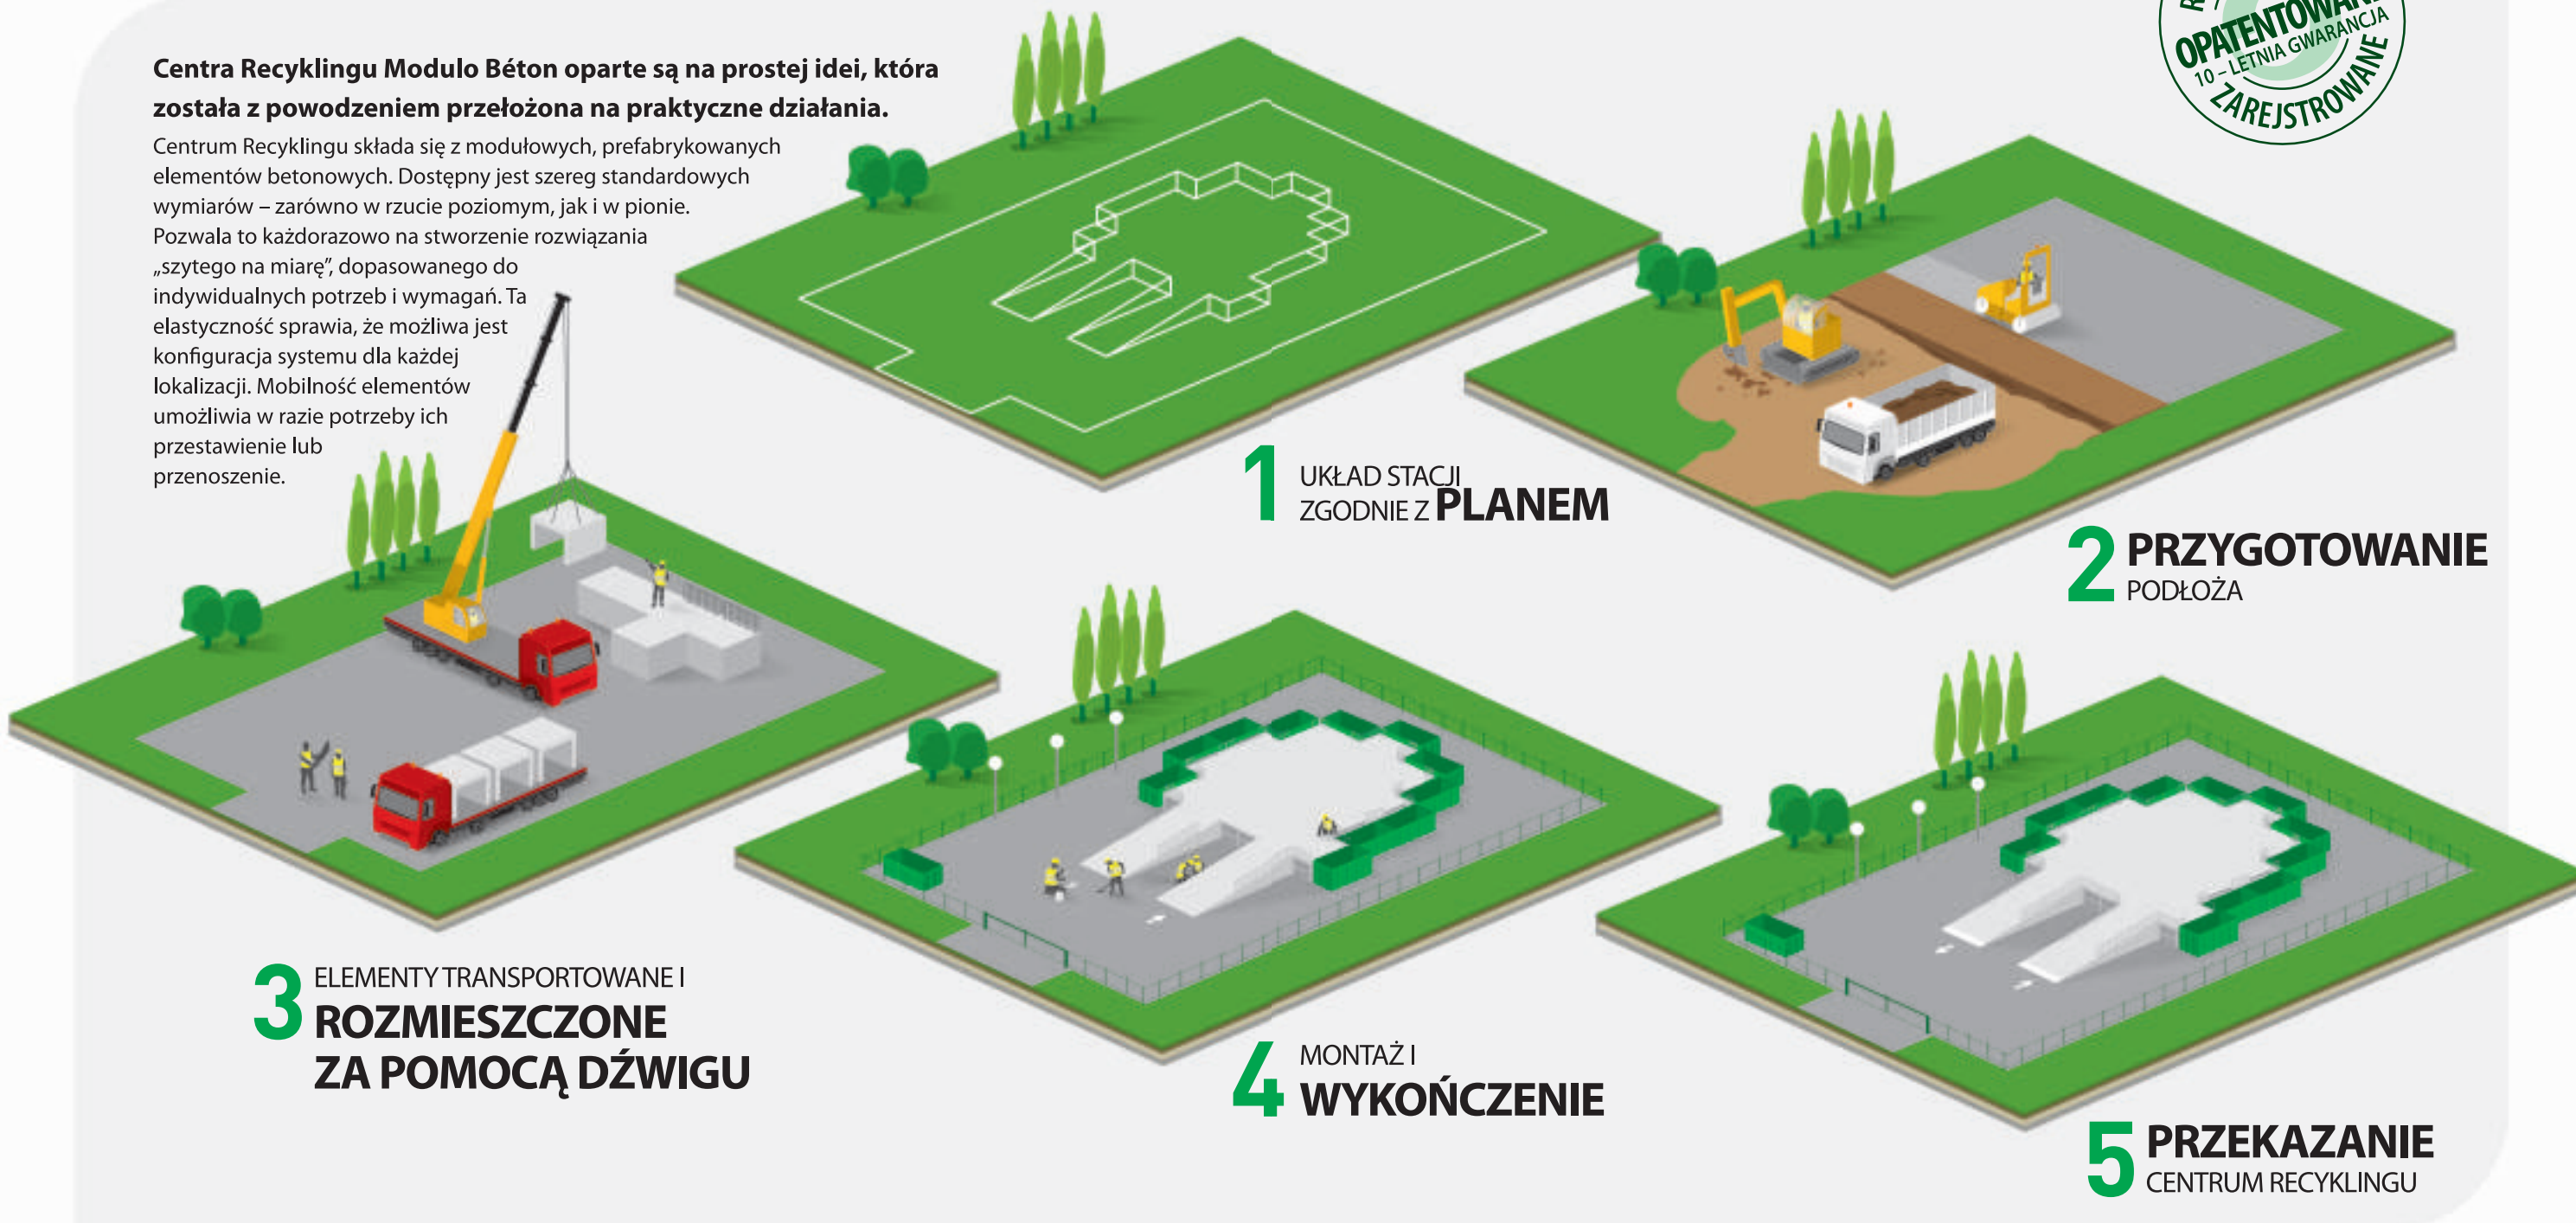 Centra Recyklingu Modulo Béton oparte są na prostej idei, która
została z powodzeniem przełożona na praktyczne działania.
Centrum Recyklingu składa się z modułowych, prefabrykowanych
elementów betonowych. Dostępny jest szereg standardowych
wymiarów – zarówno w rzucie poziomym, jak i w pionie.
Pozwala to każdorazowo na stworzenie rozwiązania
„szytego na miarę”, dopasowanego do
indywidualnych potrzeb i wymagań. Ta
elastyczność sprawia, że możliwa jest
konfiguracja systemu dla każdej
lokalizacji. Mobilność elementów
umożliwia w razie potrzeby ich
przestawienie lub
przenoszenie.
10 – LETNIA GWARANCJA
ZAREJSTROWANE
1 UKŁAD STACJI
ZGODNIE Z PLANEM
2 PRZYGOTOWANIE
PODŁOŻA
3 ELEMENTY TRANSPORTOWANE I
ROZMIESZCZONE
ZA POMOCĄ DŹWIGU
4 MONTAŻ I
WYKOŃCZENIE
5 PRZEKAZANIE
CENTRUM RECYKLINGU